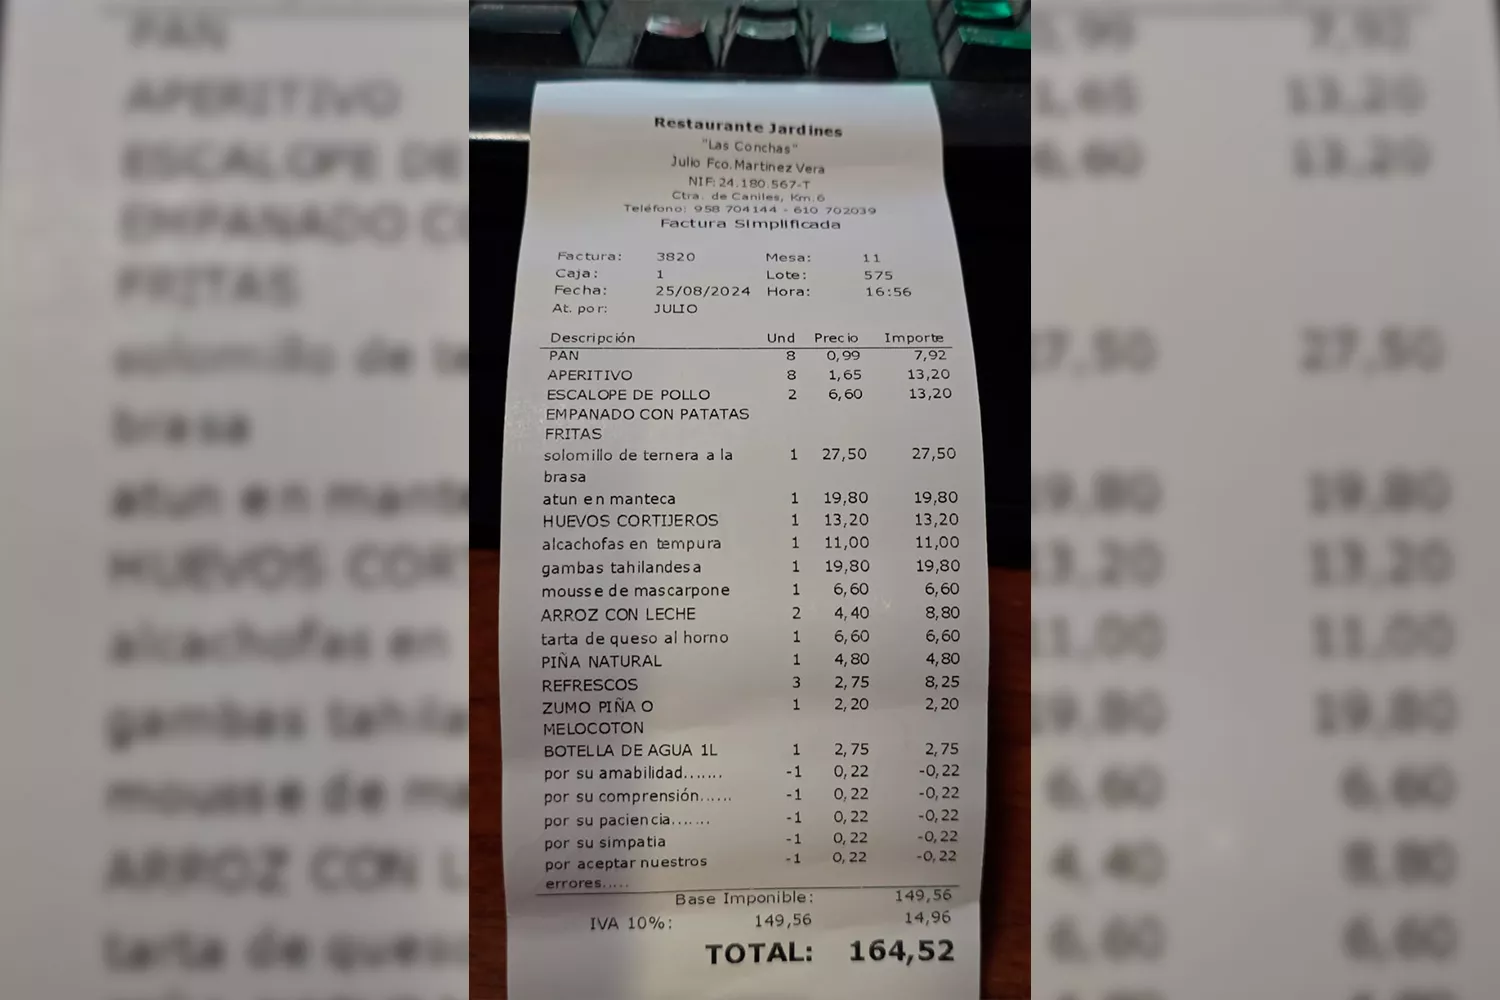 Restaurante Jardines
"Las Conchas"
Julio Fco. Martinez Vera
NIF: 24.180.567-T
Ctra. de Caniles, Km.6
Teléfono: 958 704144 - 610 702039
Factura Simplificada
Factura: 3820 Mesa: 11
Caja: 1 Lote: 575
Fecha: 25/08/2024 Hora: 16:56
At. por: JULIO
Descripción Und Precio Importe
PAN 8 0,99 7,92
APERITIVO 8 1,65 13,20
ESCALOPE DE POLLO 2 6,60 13,20
EMPANADO CON PATATAS
FRITAS
solomillo de ternera a la 1 27,50 27,50
brasa
atun en manteca 1 19,80 19,80
HUEVOS CORTIJEROS 1 13,20 13,20
alcachofas en tempura 1 11,00 11,00
gambas tahilandesa 1 19,80 19,80
mousse de mascarpone 1 6,60 6,60
ARROZ CON LECHE 2 4,40 8,80
tarta de queso al horno 1 6,60 6,60
PIÑA NATURAL 1 4,80 4,80
REFRESCOS 3 2,75 8,25
ZUMO PIÑA O 1 2,20 2,20
MELOCOTON
BOTELLA DE AGUA 1L 1 2,75 2,75
por su amabilidad....... -1 0,22 -0,22
por su comprensión...... -1 0,22 -0,22
por su paciencia....... -1 0,22 -0,22
por su simpatia -1 0,22 -0,22
por aceptar nuestros -1 0,22 -0,22
errores.....
Base Imponible: 149,56
IVA 10%: 149,56 14,96
TOTAL: 164,52